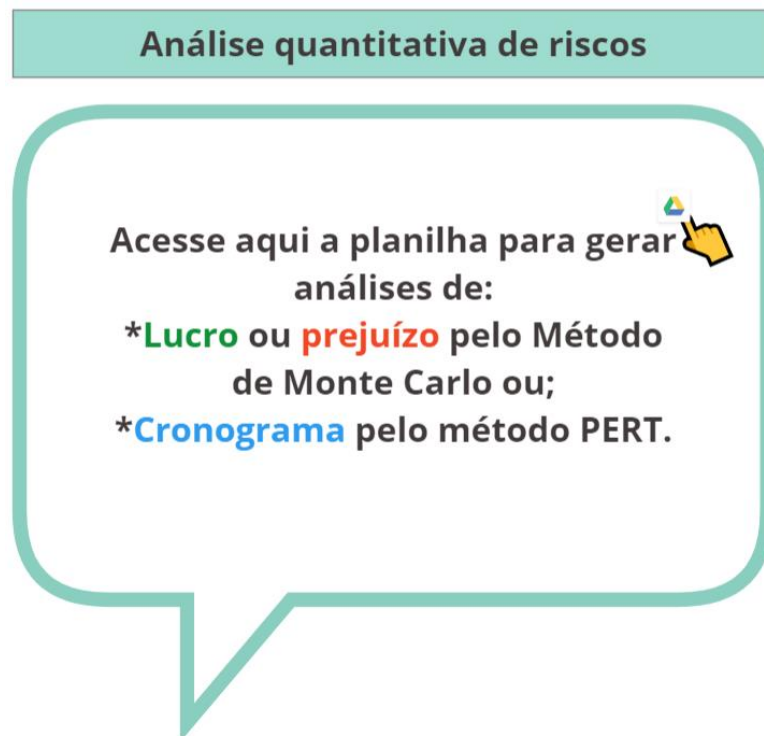 Análise quantitativa de riscos
Acesse aqui a planilha para gerar
análises de:
*Lucro ou prejuízo pelo Método
de Monte Carlo ou;
*Cronograma pelo método PERT.